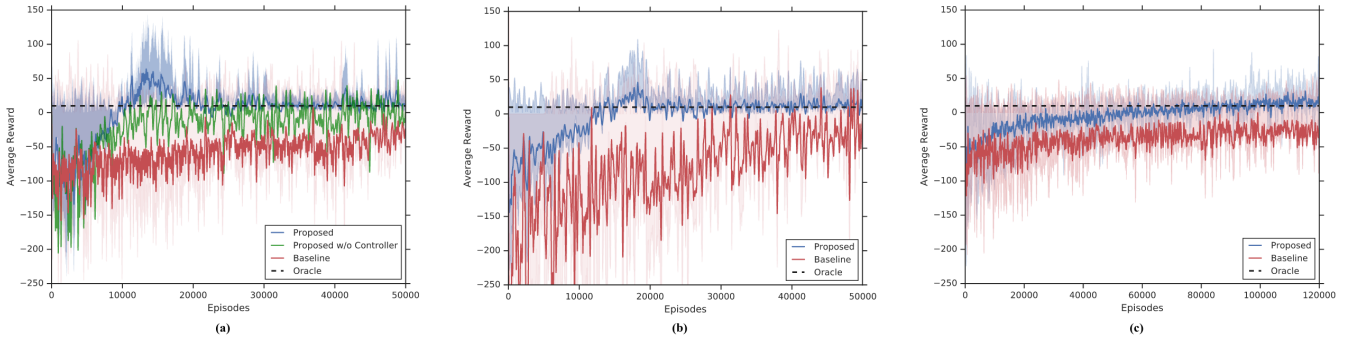 150
100
50
0
−50
−100
−150
−200
−250
Average Reward
Proposed
Proposed w/o Controller
Baseline
Oracle
0
10000
20000
30000
40000
50000
Episodes
(a)
150
100
50
0
−50
−100
−150
−200
−250
Average Reward
Proposed
Baseline
Oracle
0
10000
20000
30000
40000
50000
Episodes
(b)
150
100
50
0
−50
−100
−150
−200
−250
Average Reward
Proposed
Baseline
Oracle
0
20000
40000
60000
80000
100000
120000
Episodes
(c)